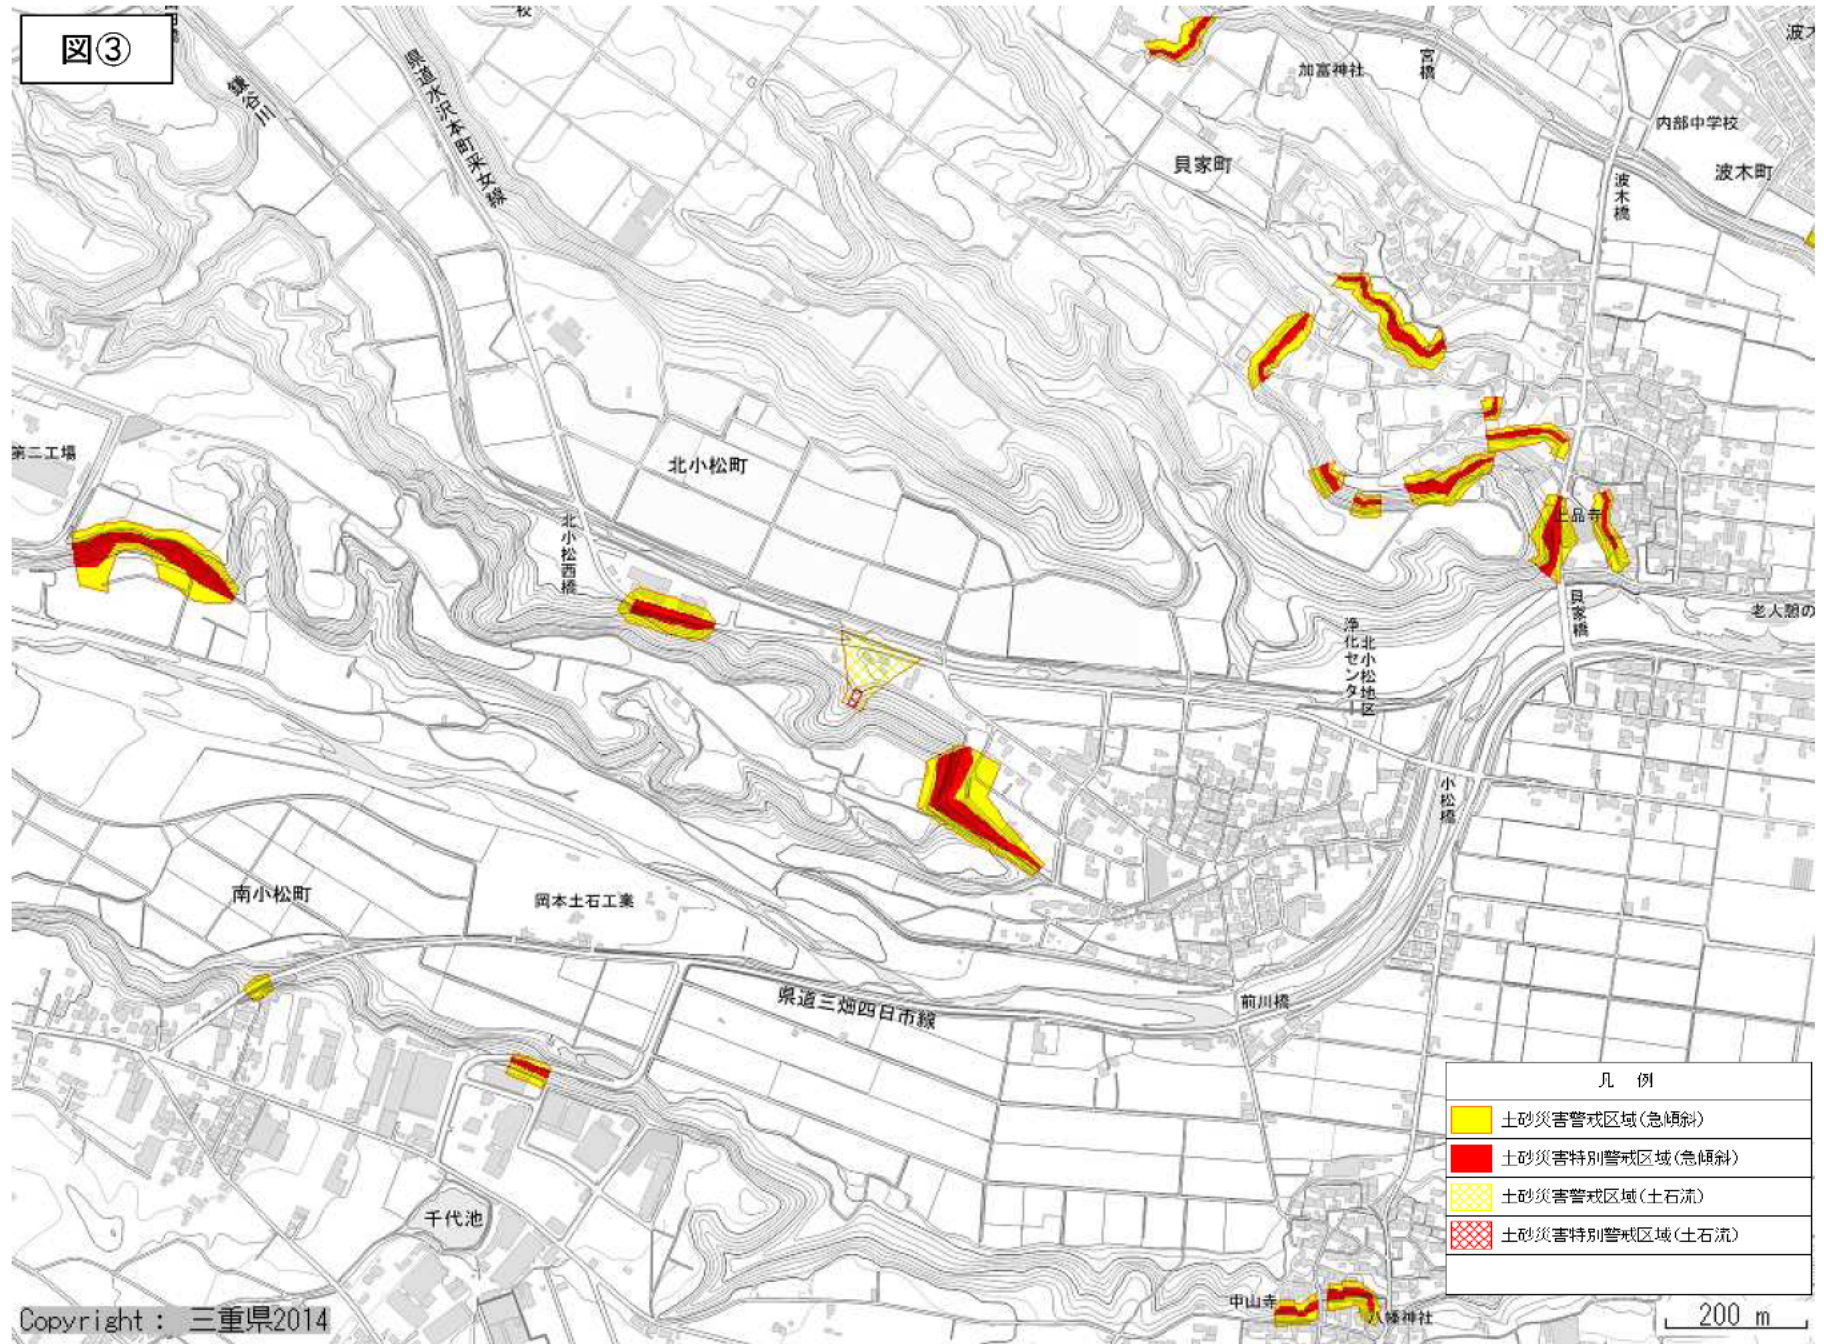 図③
校
鎌谷川
県道水沢本町采女線
加富神社
宮橋
内部中学校
貝家町
波木橋
波木町
第二工場
北小松町
北小松西橋
上品寺
貝家橋
北小松地区
浄化センター
小松橋
南小松町
岡本土石工業
県道三畑四日市線
前川橋
千代池
中山寺
八幡神社
凡 例
土砂災害警戒区域(急傾斜)
土砂災害特別警戒区域(急傾斜)
土砂災害警戒区域(土石流)
土砂災害特別警戒区域(土石流)
200 m
Copyright : 三重県2014